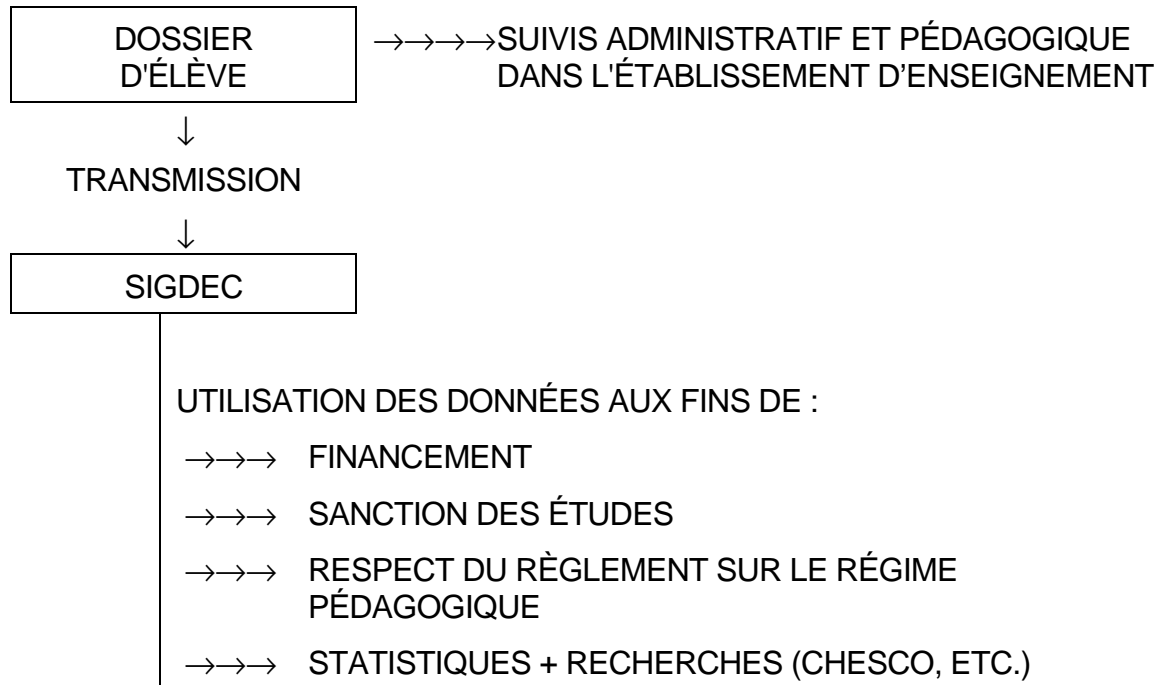 DOSSIER →→→→SUIVIS ADMINISTRATIF ET PÉDAGOGIQUE
D'ÉLÈVE DANS L'ÉTABLISSEMENT D’ENSEIGNEMENT
↓
TRANSMISSION
↓
SIGDEC
UTILISATION DES DONNÉES AUX FINS DE :
→→→ FINANCEMENT
→→→ SANCTION DES ÉTUDES
→→→ RESPECT DU RÈGLEMENT SUR LE RÉGIME
PÉDAGOGIQUE
→→→ STATISTIQUES + RECHERCHES (CHESCO, ETC.)